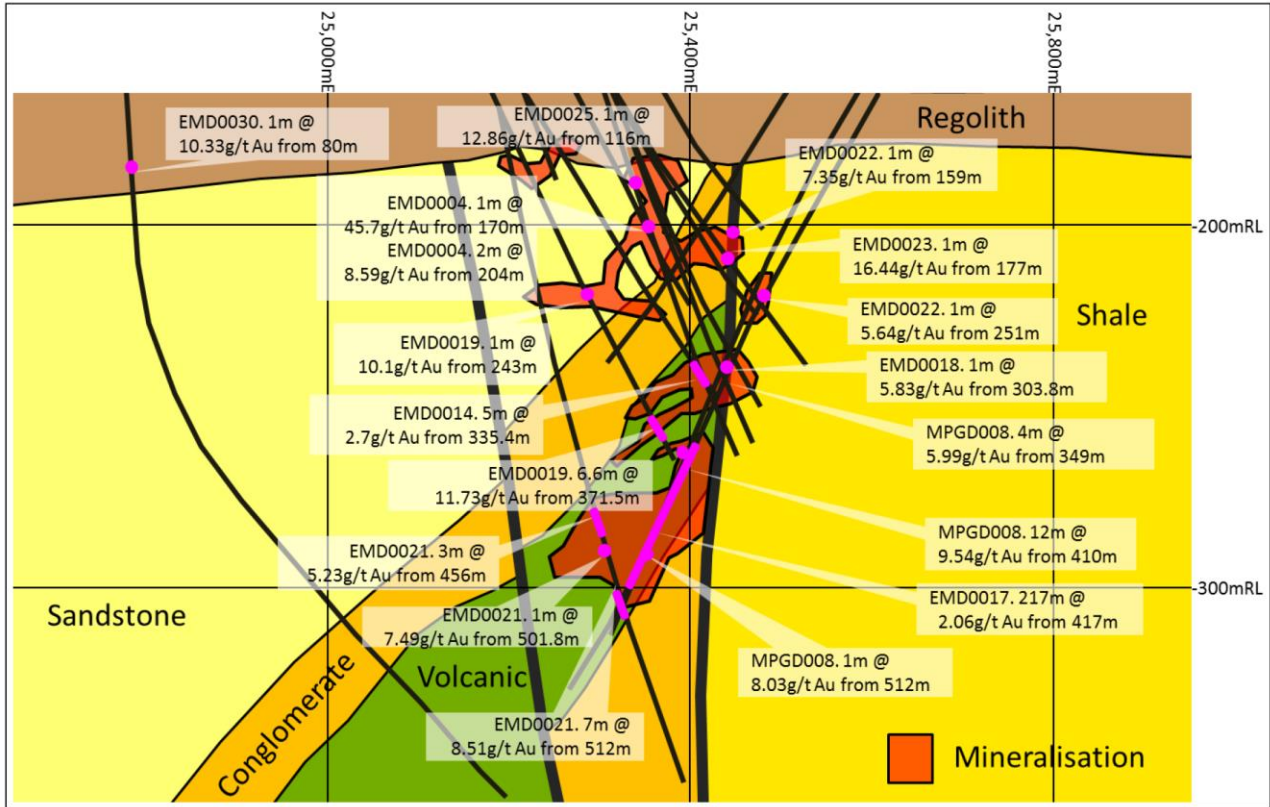 25,000mE
25,400mE
25,800mE
EMD0030. 1m @
10.33g/t Au from 80m
EMD0025. 1m @
12.86g/t Au from 116m
Regolith
EMD0022. 1m @
7.35g/t Au from 159m
EMD0004. 1m @
45.7g/t Au from 170m
EMD0004. 2m @
8.59g/t Au from 204m
-200mRL
EMD0023. 1m @
16.44g/t Au from 177m
EMD0022. 1m @
5.64g/t Au from 251m
Shale
EMD0019. 1m @
10.1g/t Au from 243m
EMD0018. 1m @
5.83g/t Au from 303.8m
EMD0014. 5m @
2.7g/t Au from 335.4m
MPGD008. 4m @
5.99g/t Au from 349m
EMD0019. 6.6m @
11.73g/t Au from 371.5m
MPGD008. 12m @
9.54g/t Au from 410m
EMD0021. 3m @
5.23g/t Au from 456m
-300mRL
EMD0017. 217m @
2.06g/t Au from 417m
Sandstone
EMD0021. 1m @
7.49g/t Au from 501.8m
MPGD008. 1m @
8.03g/t Au from 512m
Volcanic
Conglomerate
EMD0021. 7m @
8.51g/t Au from 512m
Mineralisation